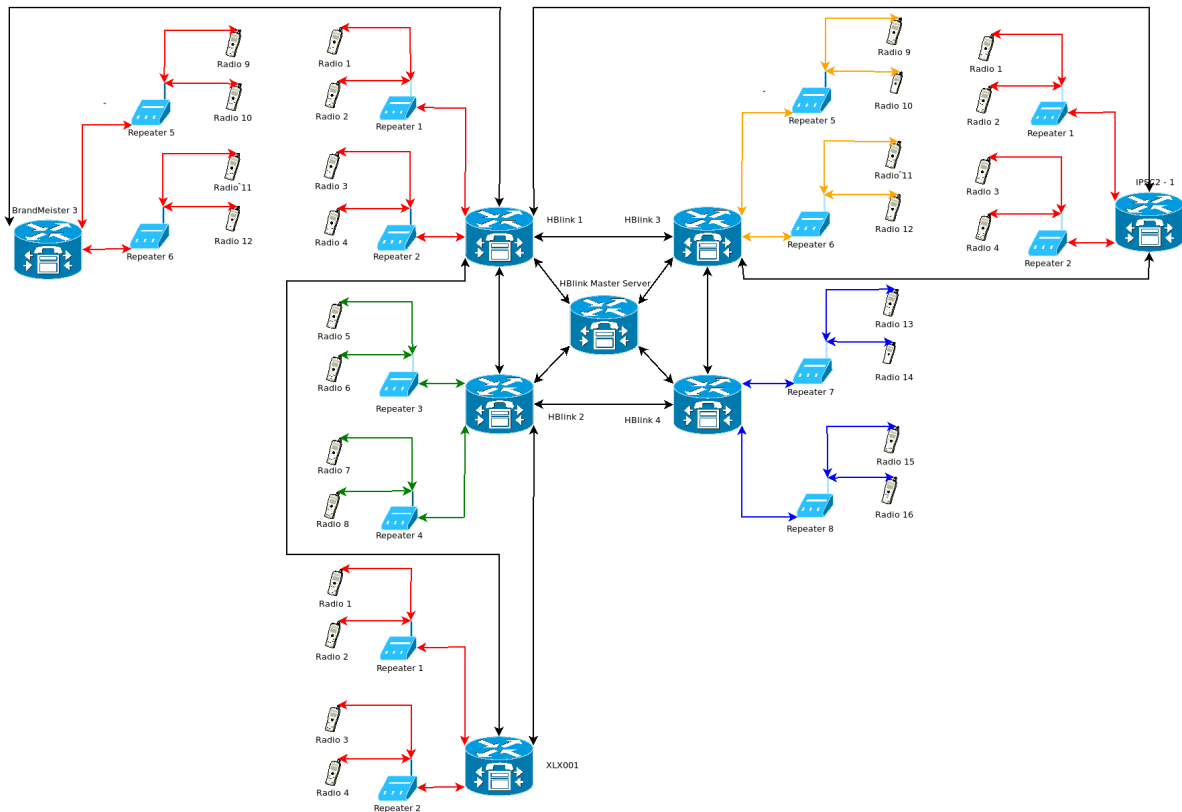 Radio 9
Radio 10
Repeater 5
Radio 11
Radio 12
Repeater 6
BrandMeister 3
Radio 1
Radio 2
Repeater 1
Radio 3
Radio 4
Repeater 2
HBlink 1
HBlink 3
Radio 9
Radio 10
Repeater 5
Radio 11
Radio 12
Repeater 6
Radio 1
Radio 2
Repeater 1
Radio 3
Radio 4
Repeater 2
IPSC2 - 1
HBlink Master Server
Radio 5
Radio 6
Repeater 3
Radio 7
Radio 8
Repeater 4
HBlink 2
HBlink 4
Radio 13
Radio 14
Repeater 7
Radio 15
Radio 16
Repeater 8
Radio 1
Radio 2
Repeater 1
Radio 3
Radio 4
Repeater 2
XLX001